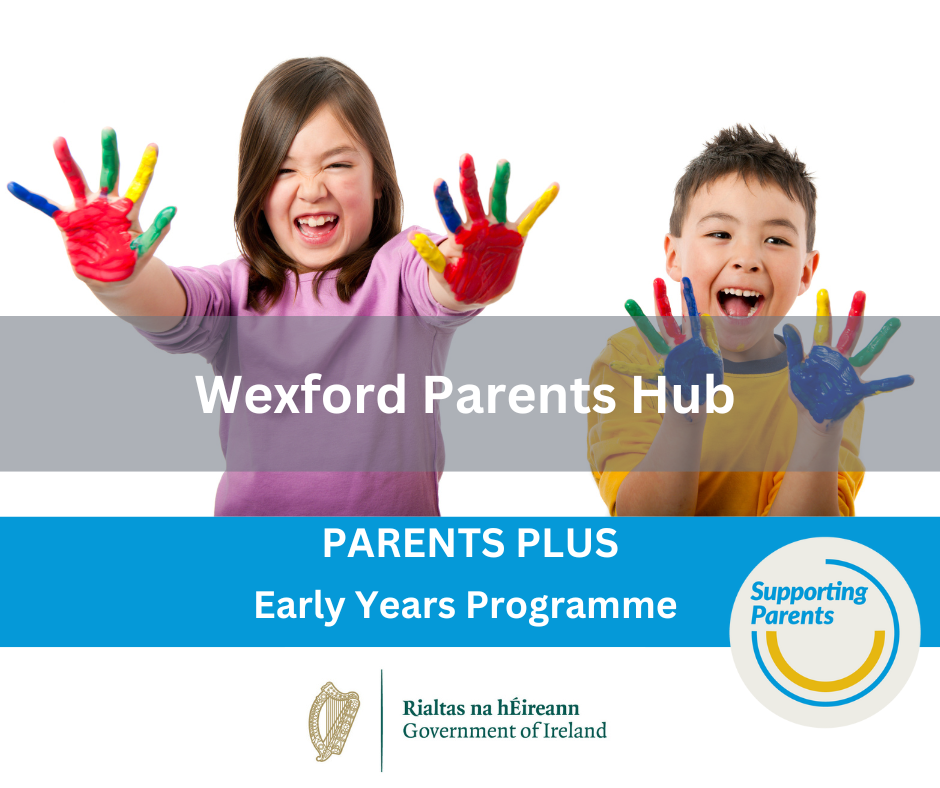 Wexford Parents Hub
PARENTS PLUS
Early Years Programme
Supporting
Parents
Rialtas na hÉireann
Government of Ireland